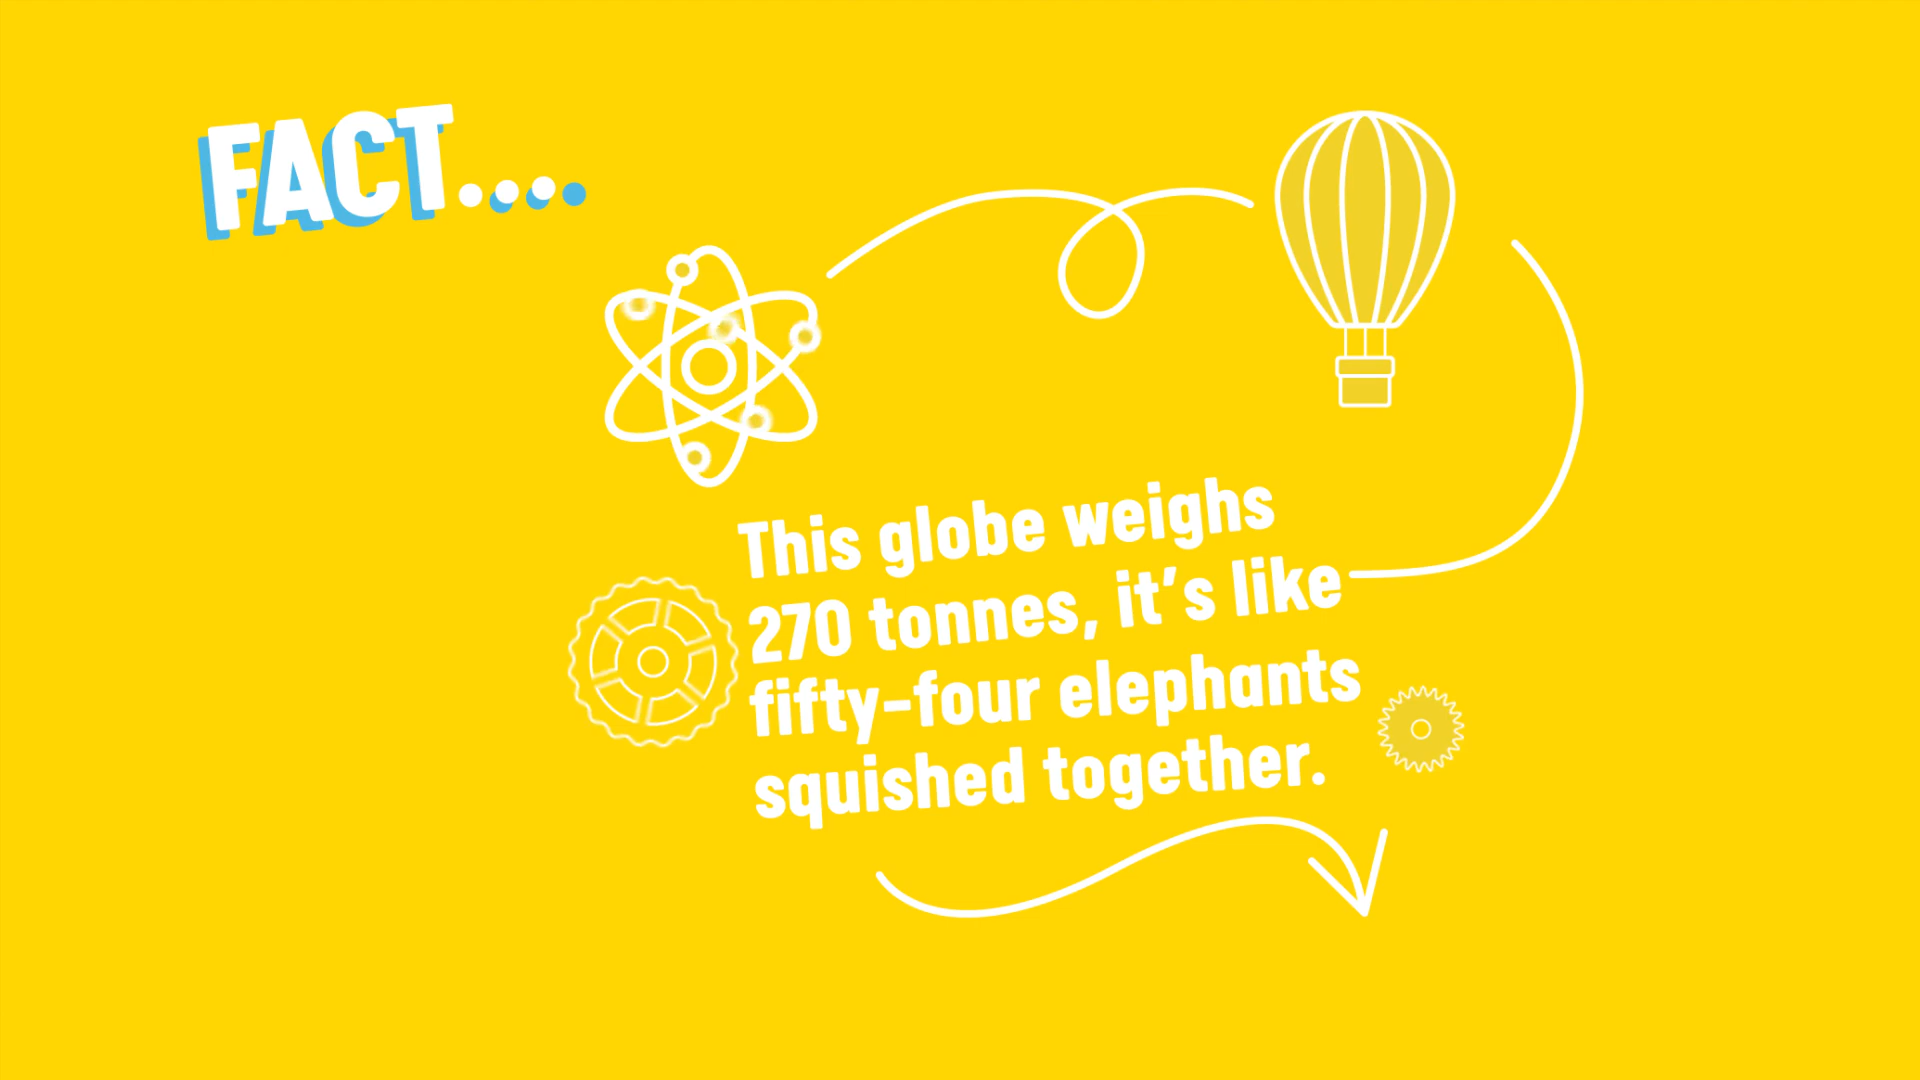 FACT....
This globe weighs
270 tonnes, it's like
fifty-four elephants
squished together.